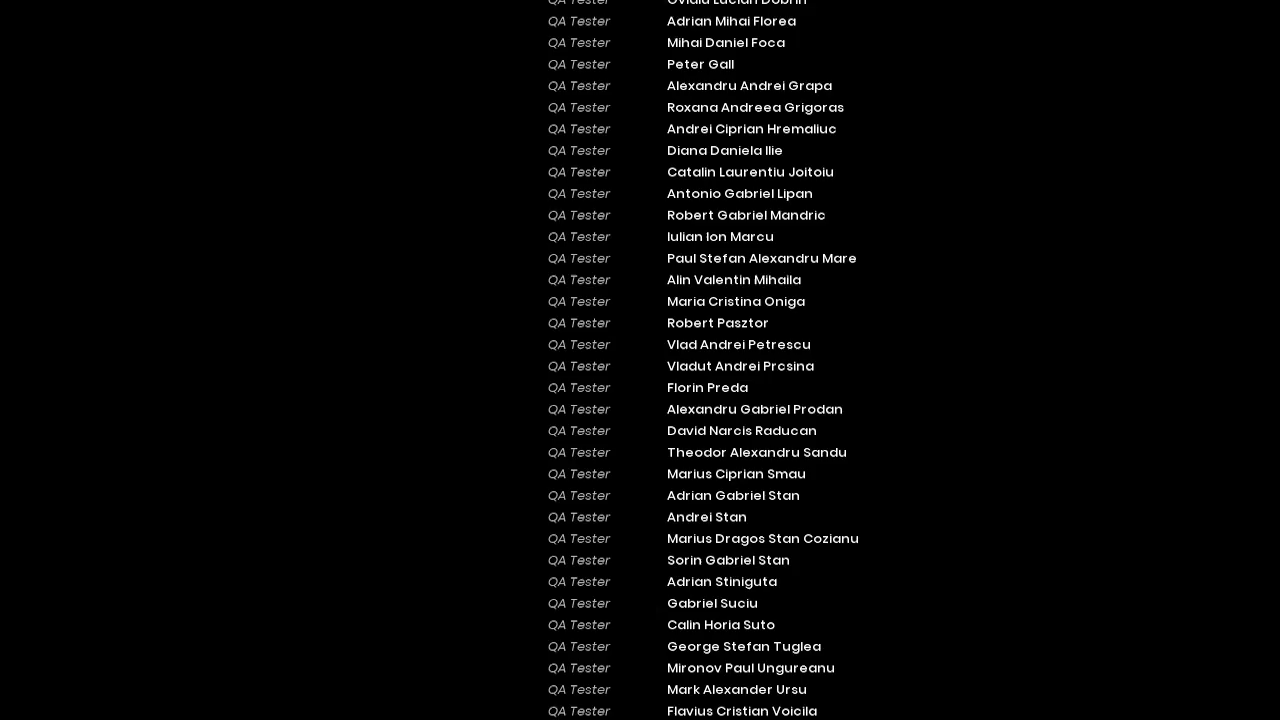 QA Tester Ovidiu Lucian Dobrin
QA Tester Adrian Mihai Florea
QA Tester Mihai Daniel Foca
QA Tester Peter Gall
QA Tester Alexandru Andrei Grapa
QA Tester Roxana Andreea Grigoras
QA Tester Andrei Ciprian Hremaliuc
QA Tester Diana Daniela Ilie
QA Tester Catalin Laurentiu Joitoiu
QA Tester Antonio Gabriel Lipan
QA Tester Robert Gabriel Mandric
QA Tester Iulian Ion Marcu
QA Tester Paul Stefan Alexandru Mare
QA Tester Alin Valentin Mihaila
QA Tester Maria Cristina Oniga
QA Tester Robert Pasztor
QA Tester Vlad Andrei Petrescu
QA Tester Vladut Andrei Prcsina
QA Tester Florin Preda
QA Tester Alexandru Gabriel Prodan
QA Tester David Narcis Raducan
QA Tester Theodor Alexandru Sandu
QA Tester Marius Ciprian Smau
QA Tester Adrian Gabriel Stan
QA Tester Andrei Stan
QA Tester Marius Dragos Stan Cozianu
QA Tester Sorin Gabriel Stan
QA Tester Adrian Stiniguta
QA Tester Gabriel Suciu
QA Tester Calin Horia Suto
QA Tester George Stefan Tuglea
QA Tester Mironov Paul Ungureanu
QA Tester Mark Alexander Ursu
QA Tester Flavius Cristian Voicila